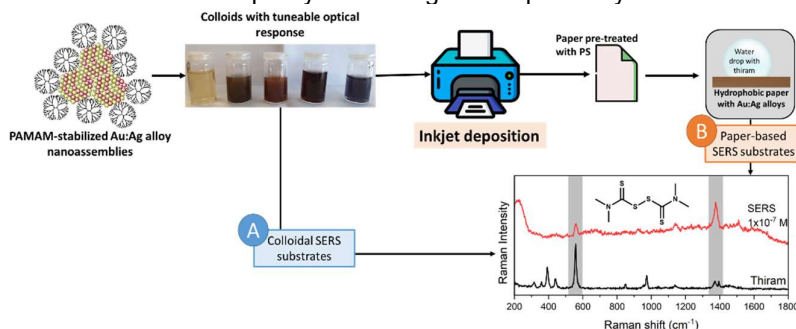 Colloids with tuneable optical
response
PAMAM-stabilized Au:Ag alloy
nanoassemblies
Inkjet deposition
Paper pre-treated
with PS
Water
drop with
thiram
Hydrophobic paper
with Au:Ag alloys
A
Colloidal SERS
substrates
B
Paper-based
SERS substrates
Raman Intensity
S
N
S
S
N
S
SERS
1x10⁻⁷ M
Thiram
200 400 600 800 1000 1200 1400 1600 1800
Raman shift (cm⁻¹)